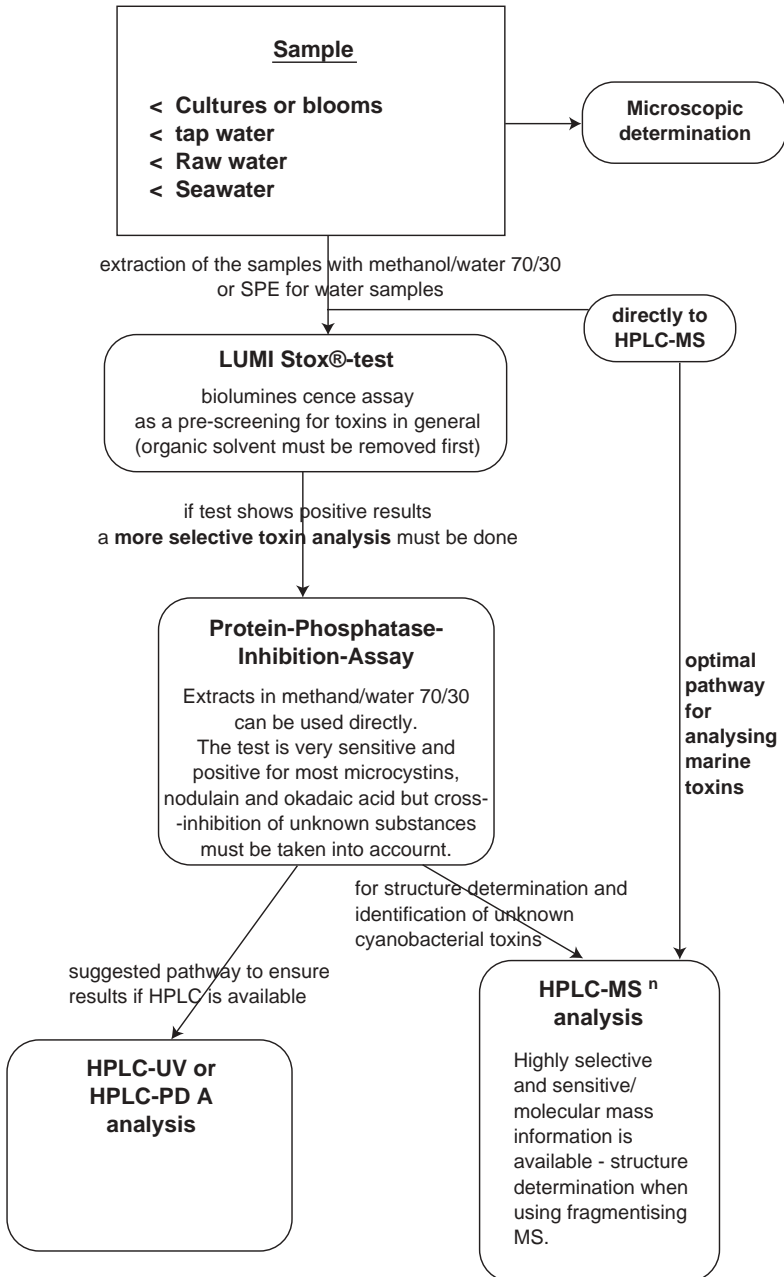 Sample
< Cultures or blooms
< tap water
< Raw water
< Seawater
Microscopic
determination
extraction of the samples with methanol/water 70/30
or SPE for water samples
directly to
HPLC-MS
LUMI Stox®-test
biolumines cence assay
as a pre-screening for toxins in general
(organic solvent must be removed first)
if test shows positive results
a more selective toxin analysis must be done
Protein-Phosphatase-
Inhibition-Assay
Extracts in methand/water 70/30
can be used directly.
The test is very sensitive and
positive for most microcystins,
nodulain and okadaic acid but cross-
-inhibition of unknown substances
must be taken into accournt.
optimal
pathway
for
analysing
marine
toxins
for structure determination and
identification of unknown
cyanobacterial toxins
suggested pathway to ensure
results if HPLC is available
HPLC-UV or
HPLC-PD A
analysis
HPLC-MS n
analysis
Highly selective
and sensitive/
molecular mass
information is
available - structure
determination when
using fragmentising
MS.